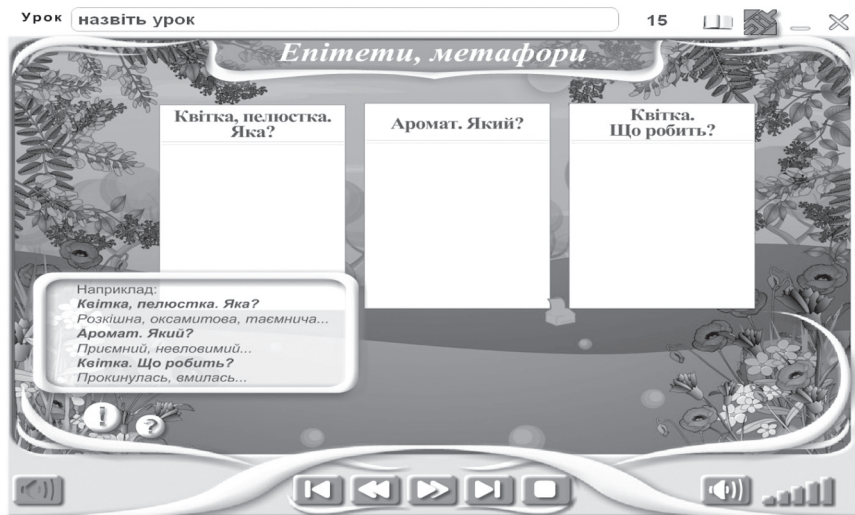 Урок назвіть урок 15
Епітети, метафори
Квітка, пелюстка.
Яка?
Аромат. Який?
Квітка.
Що робить?
Наприклад:
Квітка, пелюстка. Яка?
Розкішна, оксамитова, таємнича...
Аромат. Який?
Приємний, невловимий...
Квітка. Що робить?
Прокинулась, вмилась...
! ?